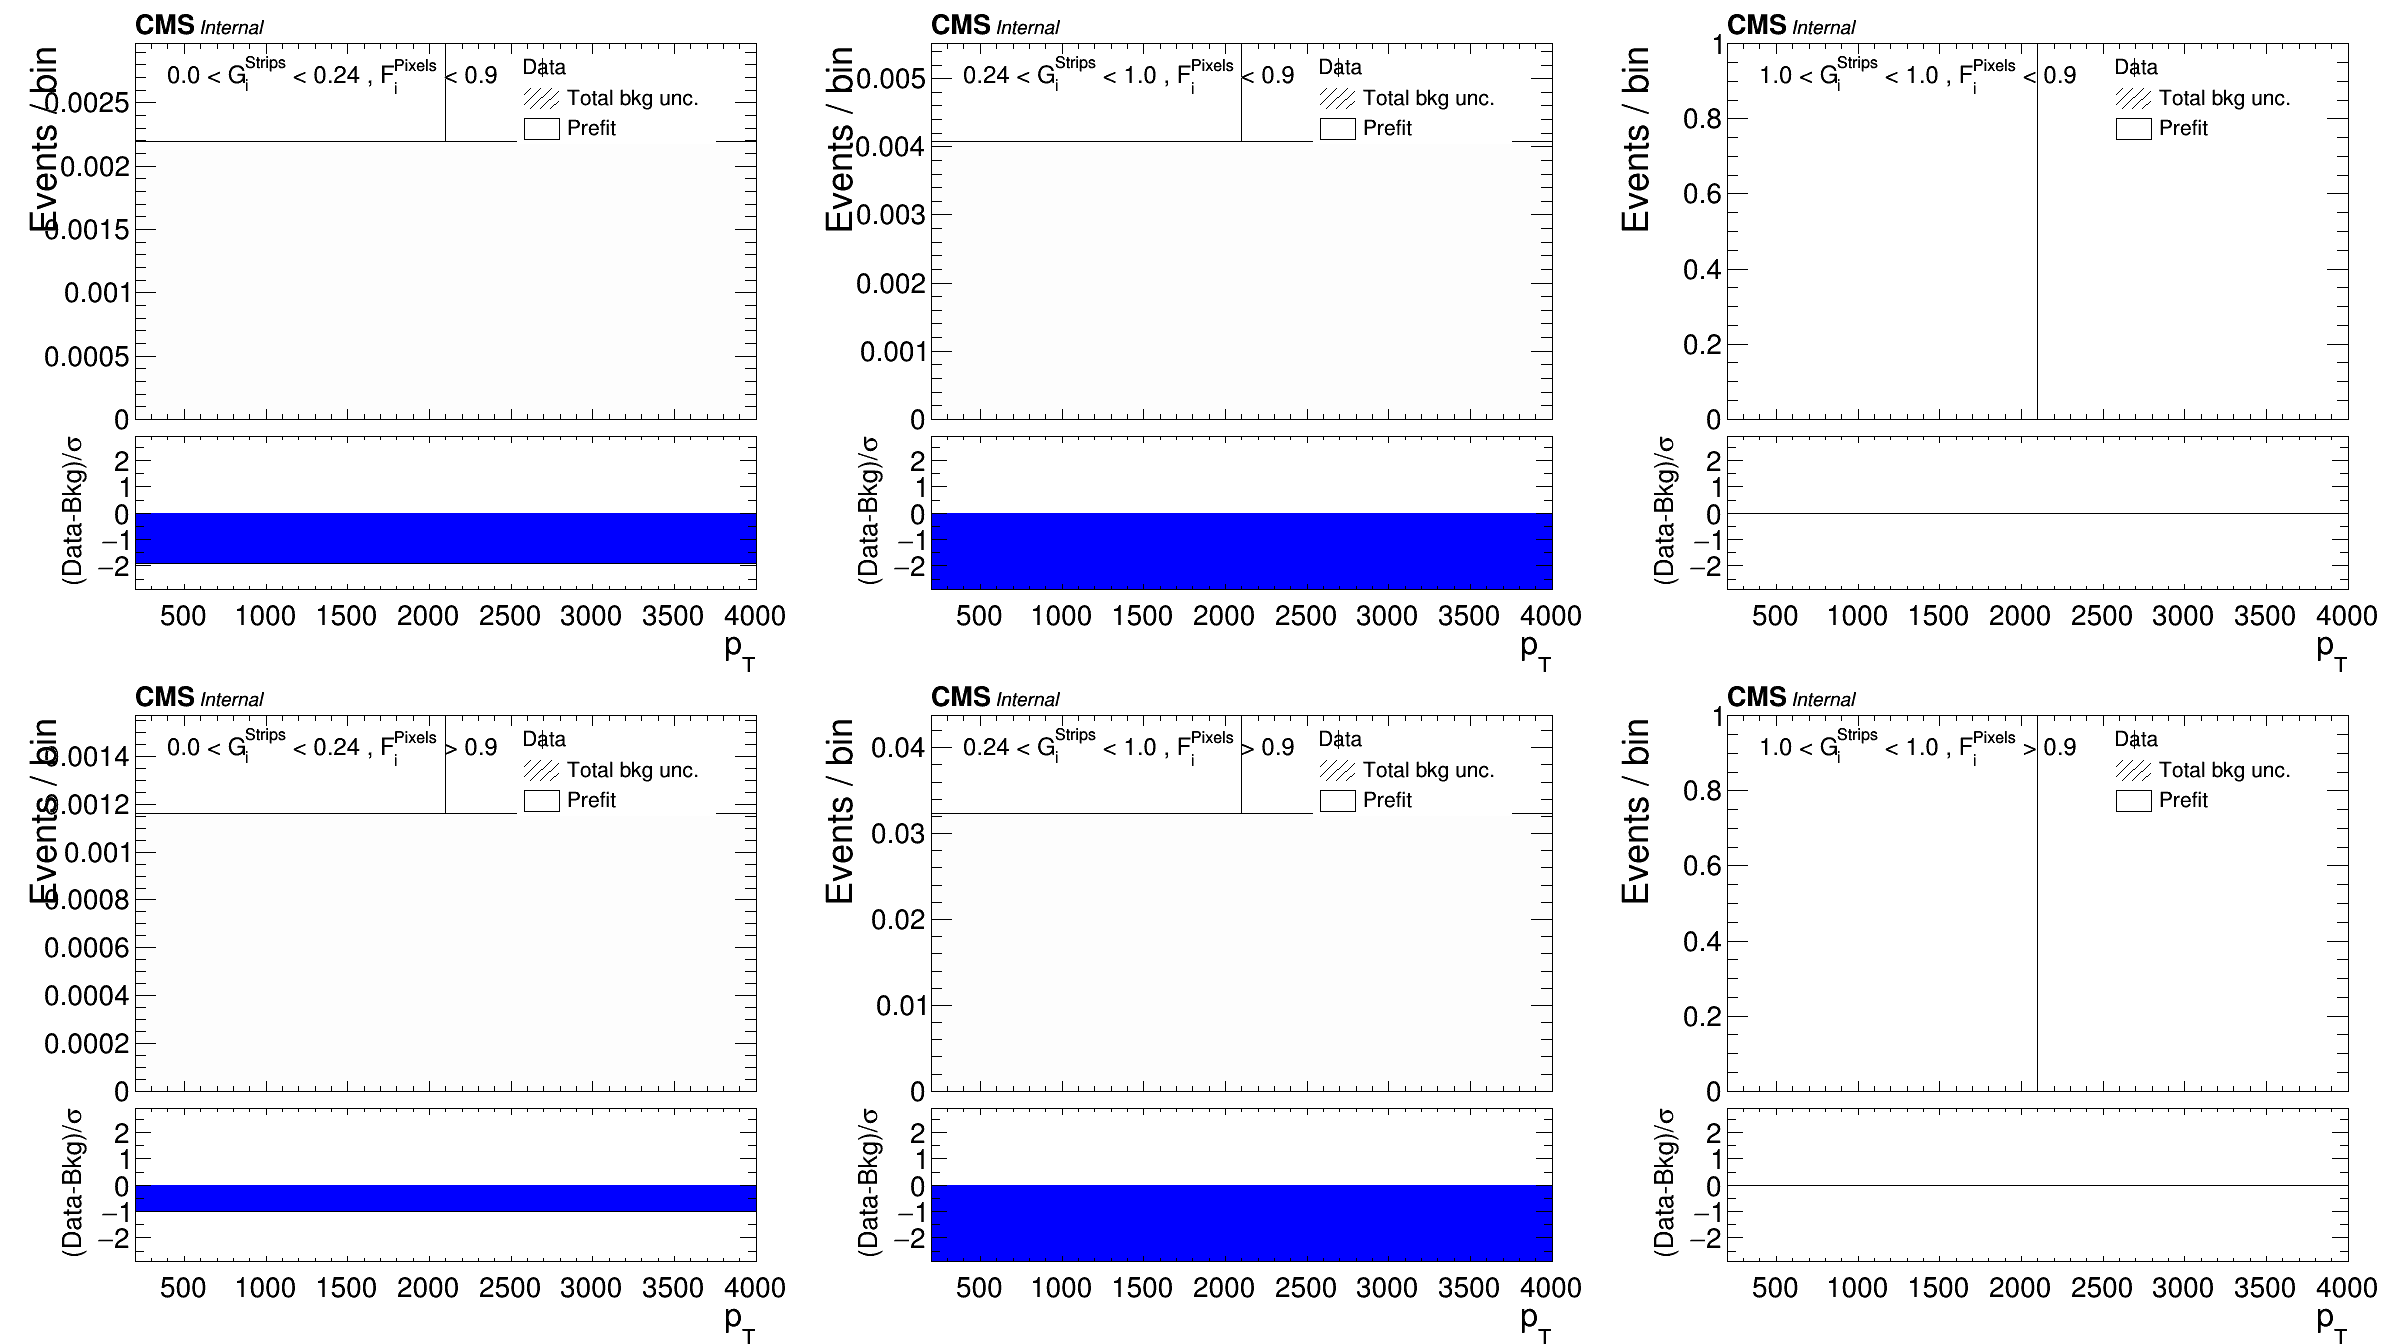 CMS Internal
Events / bin
0.0 < G_i^Strips < 0.24 , F_i^Pixels < 0.9
Data
Total bkg unc.
Prefit
0.0025
0.002
0.0015
0.001
0.0005
0
(Data-Bkg)/σ
2
1
0
−1
−2
500 1000 1500 2000 2500 3000 3500 4000
p_T
CMS Internal
Events / bin
0.24 < G_i^Strips < 1.0 , F_i^Pixels < 0.9
Data
Total bkg unc.
Prefit
0.005
0.004
0.003
0.002
0.001
0
(Data-Bkg)/σ
2
1
0
−1
−2
500 1000 1500 2000 2500 3000 3500 4000
p_T
CMS Internal
Events / bin
1.0 < G_i^Strips < 1.0 , F_i^Pixels < 0.9
Data
Total bkg unc.
Prefit
1
0.8
0.6
0.4
0.2
0
(Data-Bkg)/σ
2
1
0
−1
−2
500 1000 1500 2000 2500 3000 3500 4000
p_T
CMS Internal
Events / bin
0.0 < G_i^Strips < 0.24 , F_i^Pixels > 0.9
Data
Total bkg unc.
Prefit
0.0014
0.0012
0.001
0.0008
0.0006
0.0004
0.0002
0
(Data-Bkg)/σ
2
1
0
−1
−2
500 1000 1500 2000 2500 3000 3500 4000
p_T
CMS Internal
Events / bin
0.24 < G_i^Strips < 1.0 , F_i^Pixels > 0.9
Data
Total bkg unc.
Prefit
0.04
0.03
0.02
0.01
0
(Data-Bkg)/σ
2
1
0
−1
−2
500 1000 1500 2000 2500 3000 3500 4000
p_T
CMS Internal
Events / bin
1.0 < G_i^Strips < 1.0 , F_i^Pixels > 0.9
Data
Total bkg unc.
Prefit
1
0.8
0.6
0.4
0.2
0
(Data-Bkg)/σ
2
1
0
−1
−2
500 1000 1500 2000 2500 3000 3500 4000
p_T